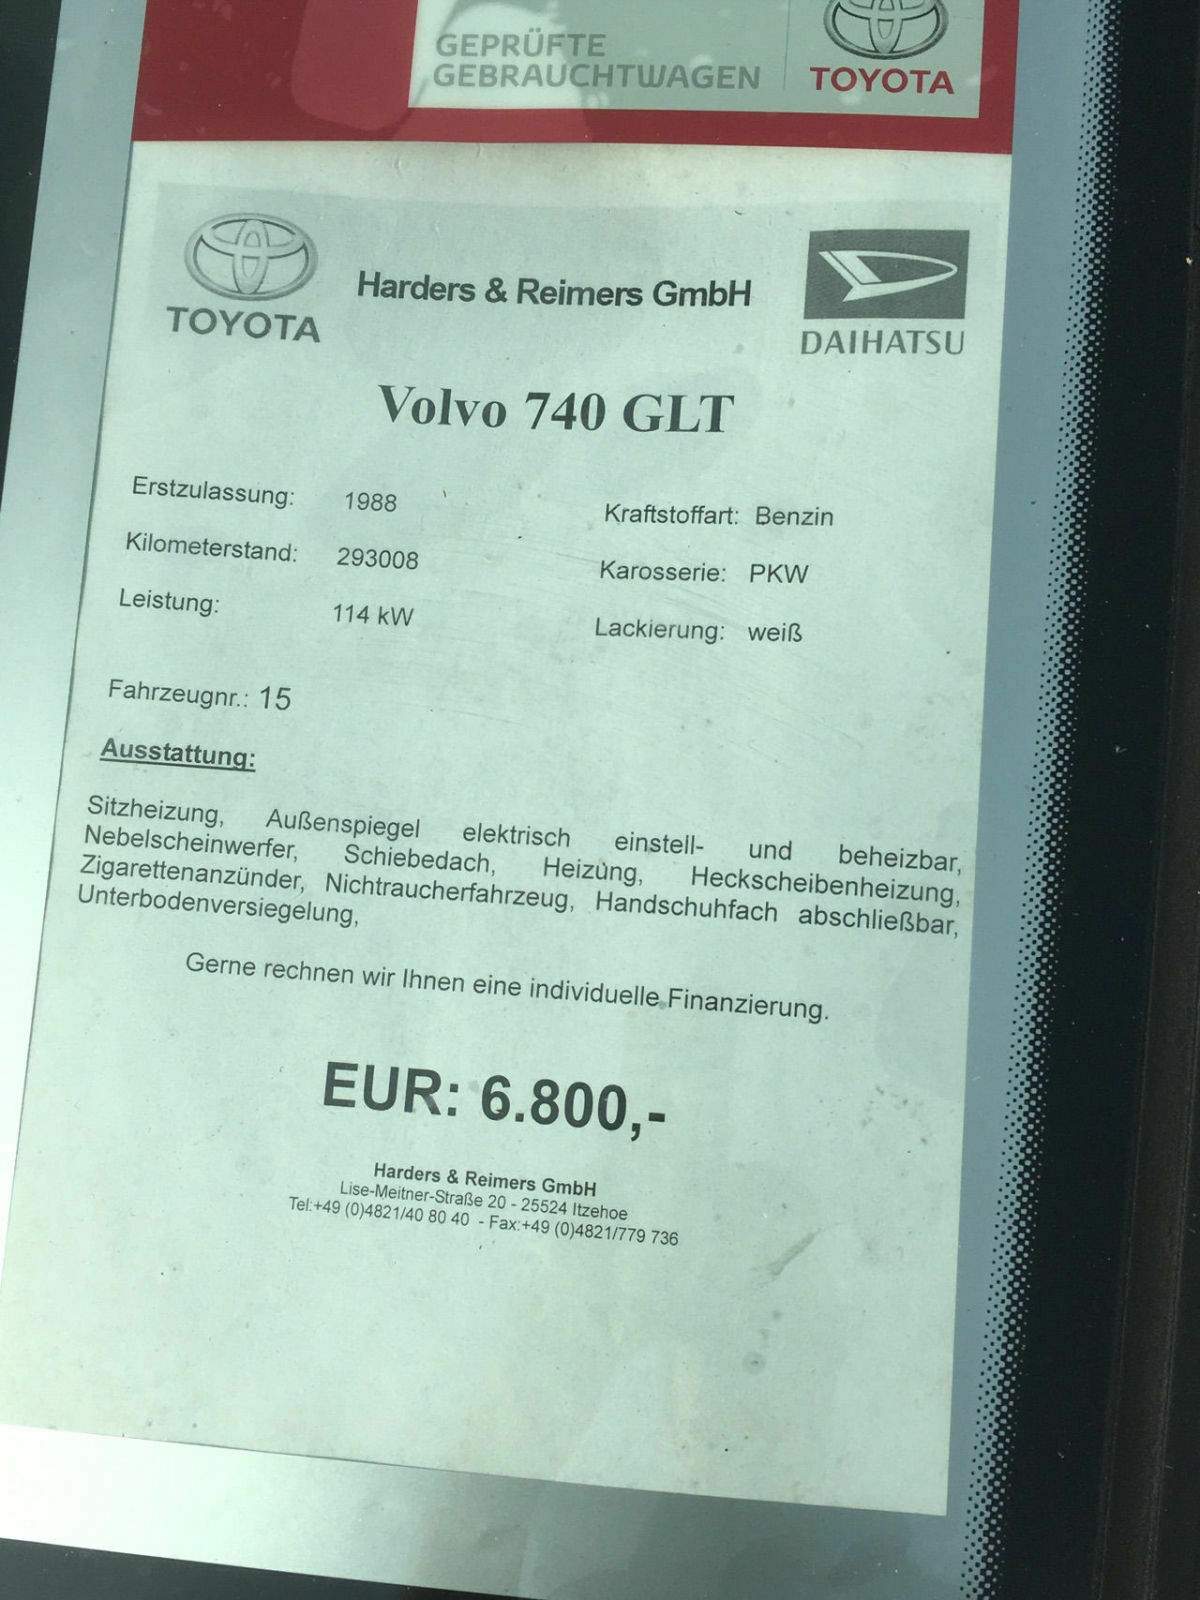 GEPRÜFTE
GEBRAUCHTWAGEN
TOYOTA
TOYOTA
Harders & Reimers GmbH
DAIHATSU
Volvo 740 GLT
Erstzulassung: 1988 Kraftstoffart: Benzin
Kilometerstand: 293008 Karosserie: PKW
Leistung: 114 kW Lackierung: weiß
Fahrzeugnr.: 15
Ausstattung:
Sitzheizung, Außenspiegel elektrisch einstell- und beheizbar,
Nebelscheinwerfer, Schiebedach, Heizung, Heckscheibenheizung,
Zigarettenanzünder, Nichtraucherfahrzeug, Handschuhfach abschließbar,
Unterbodenversiegelung,
Gerne rechnen wir Ihnen eine individuelle Finanzierung.
EUR: 6.800,-
Harders & Reimers GmbH
Lise-Meitner-Straße 20 - 25524 Itzehoe
Tel:+49 (0)4821/40 80 40 - Fax:+49 (0)4821/779 736